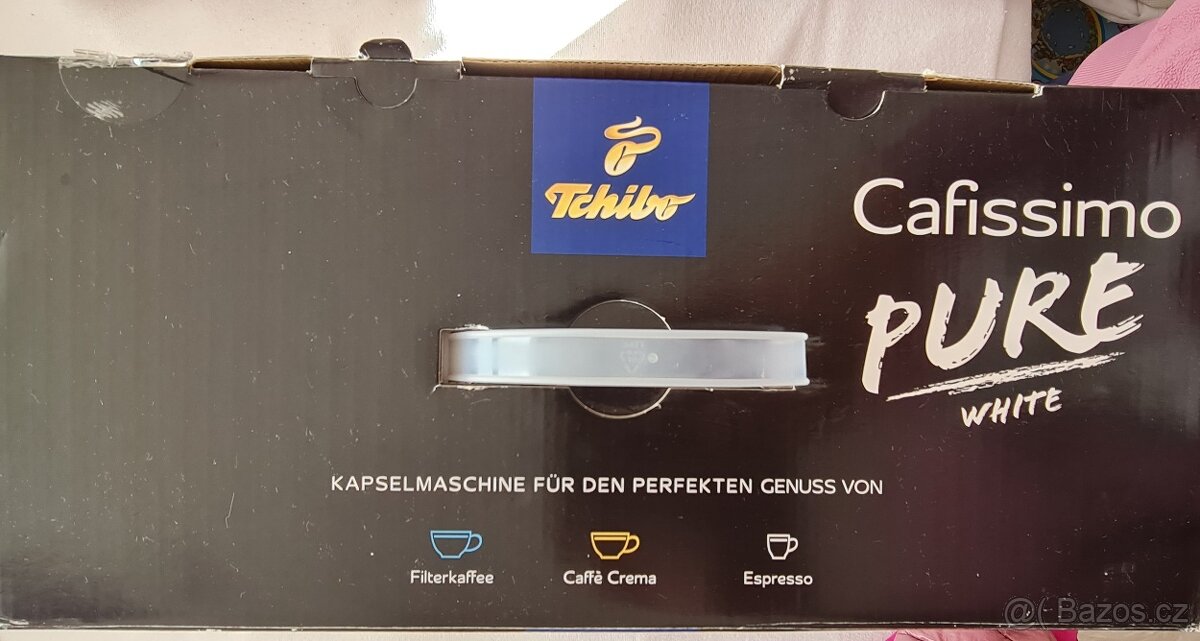 Tchibo
Cafissimo
PURE
WHITE
KAPSELMASCHINE FÜR DEN PERFEKTEN GENUSS VON
Filterkaffee
Caffè Crema
Espresso
@( Bazos.cz